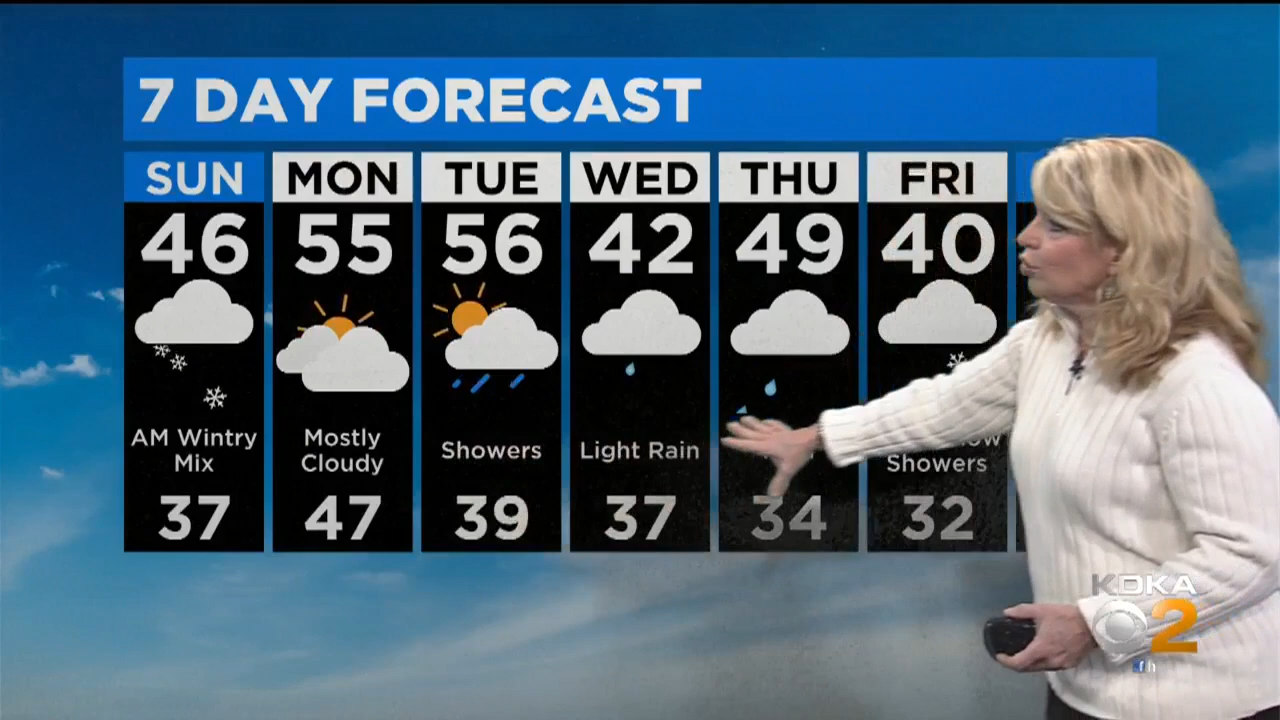 7 DAY FORECAST
SUN MON TUE WED THU FRI
46 55 56 42 49 40
AM Wintry
Mix
Mostly
Cloudy
Showers
Light Rain
Showers
37 47 39 37 34 32
KDKA
2